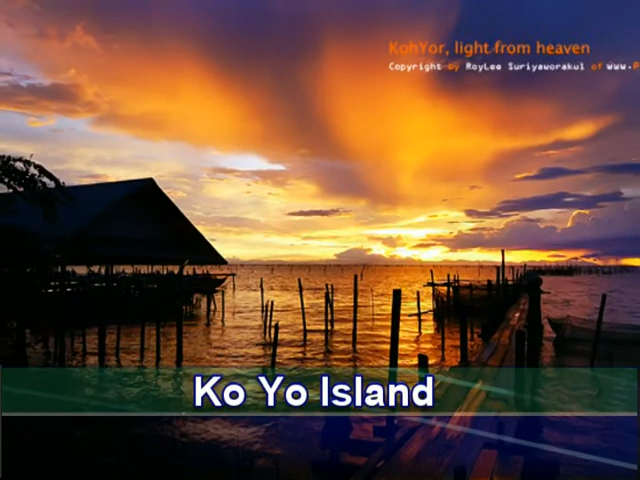 KohYor, light from heaven
Copyright by RoyLee Suriyaworakul of www.P
Ko Yo Island